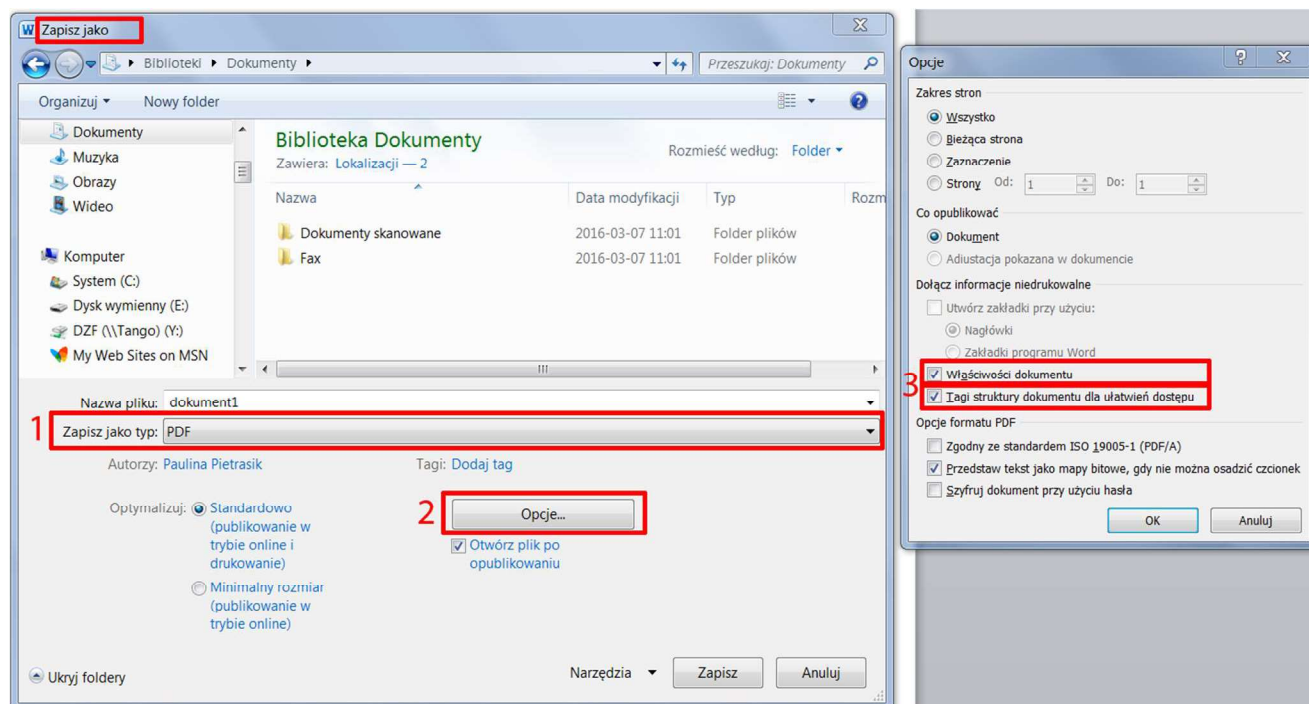 Zapisz jako
Biblioteki Dokumenty
Przeszukaj: Dokumenty
Organizuj Nowy folder
Dokumenty
Muzyka
Obrazy
Wideo
Komputer
System (C:)
Dysk wymienny (E:)
DZF (\\Tango) (Y:)
My Web Sites on MSN
Biblioteka Dokumenty
Zawiera: Lokalizacji — 2
Rozmieść według: Folder
Nazwa Data modyfikacji Typ Rozm
Dokumenty skanowane 2016-03-07 11:01 Folder plików
Fax 2016-03-07 11:01 Folder plików
Nazwa pliku: dokument1
1 Zapisz jako typ: PDF
Autorzy: Paulina Pietrasik Tagi: Dodaj tag
Optymalizuj: Standardowo
(publikowanie w
trybie online i
drukowanie)
Minimalny rozmiar
(publikowanie w
trybie online)
2 Opcje...
Otwórz plik po
opublikowaniu
Ukryj foldery
Narzędzia Zapisz Anuluj
Opcje
Zakres stron
Wszystko
Bieżąca strona
Zaznaczenie
Strony Od: 1 Do: 1
Co opublikować
Dokument
Adiustacja pokazana w dokumencie
Dołącz informacje niedrukowalne
Utwórz zakładki przy użyciu:
Nagłówki
Zakładki programu Word
3 Właściwości dokumentu
Tagi struktury dokumentu dla ułatwień dostępu
Opcje formatu PDF
Zgodny ze standardem ISO 19005-1 (PDF/A)
Przedstaw tekst jako mapy bitowe, gdy nie można osadzić czcionek
Szyfruj dokument przy użyciu hasła
OK Anuluj